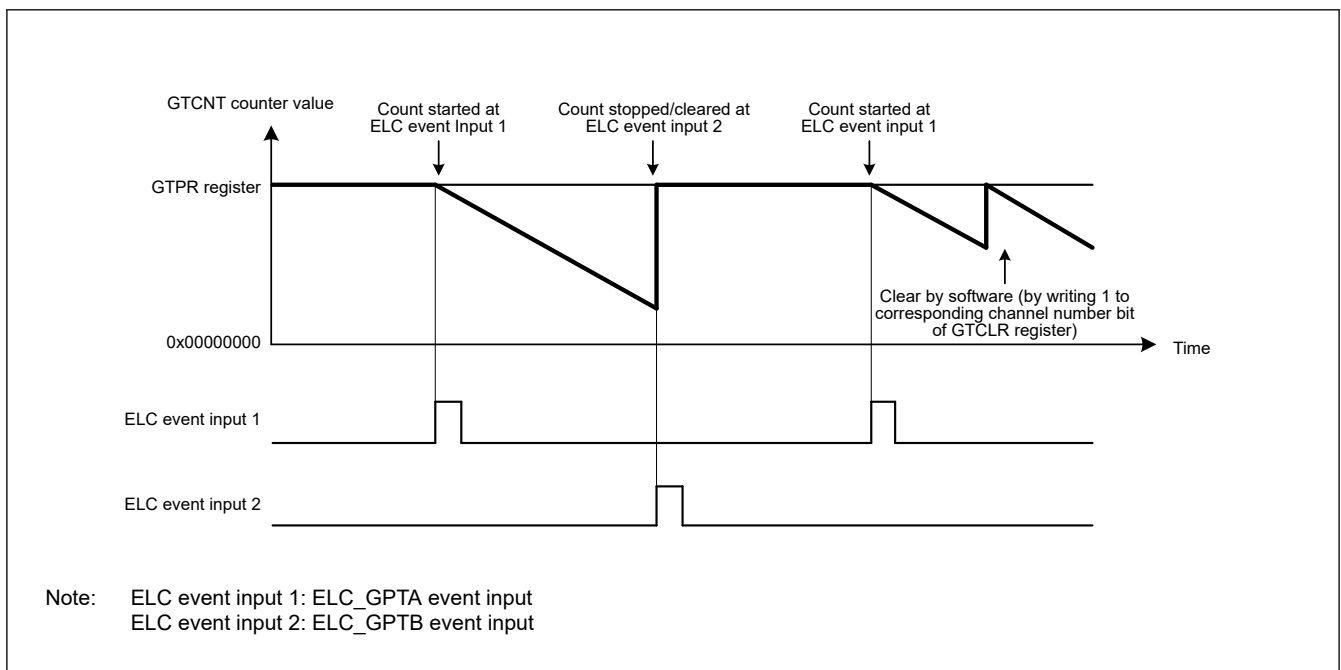 GTCNT counter value
Count started at
ELC event Input 1
Count stopped/cleared at
ELC event input 2
Count started at
ELC event input 1
GTPR register
Clear by software (by writing 1 to
corresponding channel number bit
of GTCLR register)
0x00000000
Time
ELC event input 1
ELC event input 2
Note: ELC event input 1: ELC_GPTA event input
ELC event input 2: ELC_GPTB event input